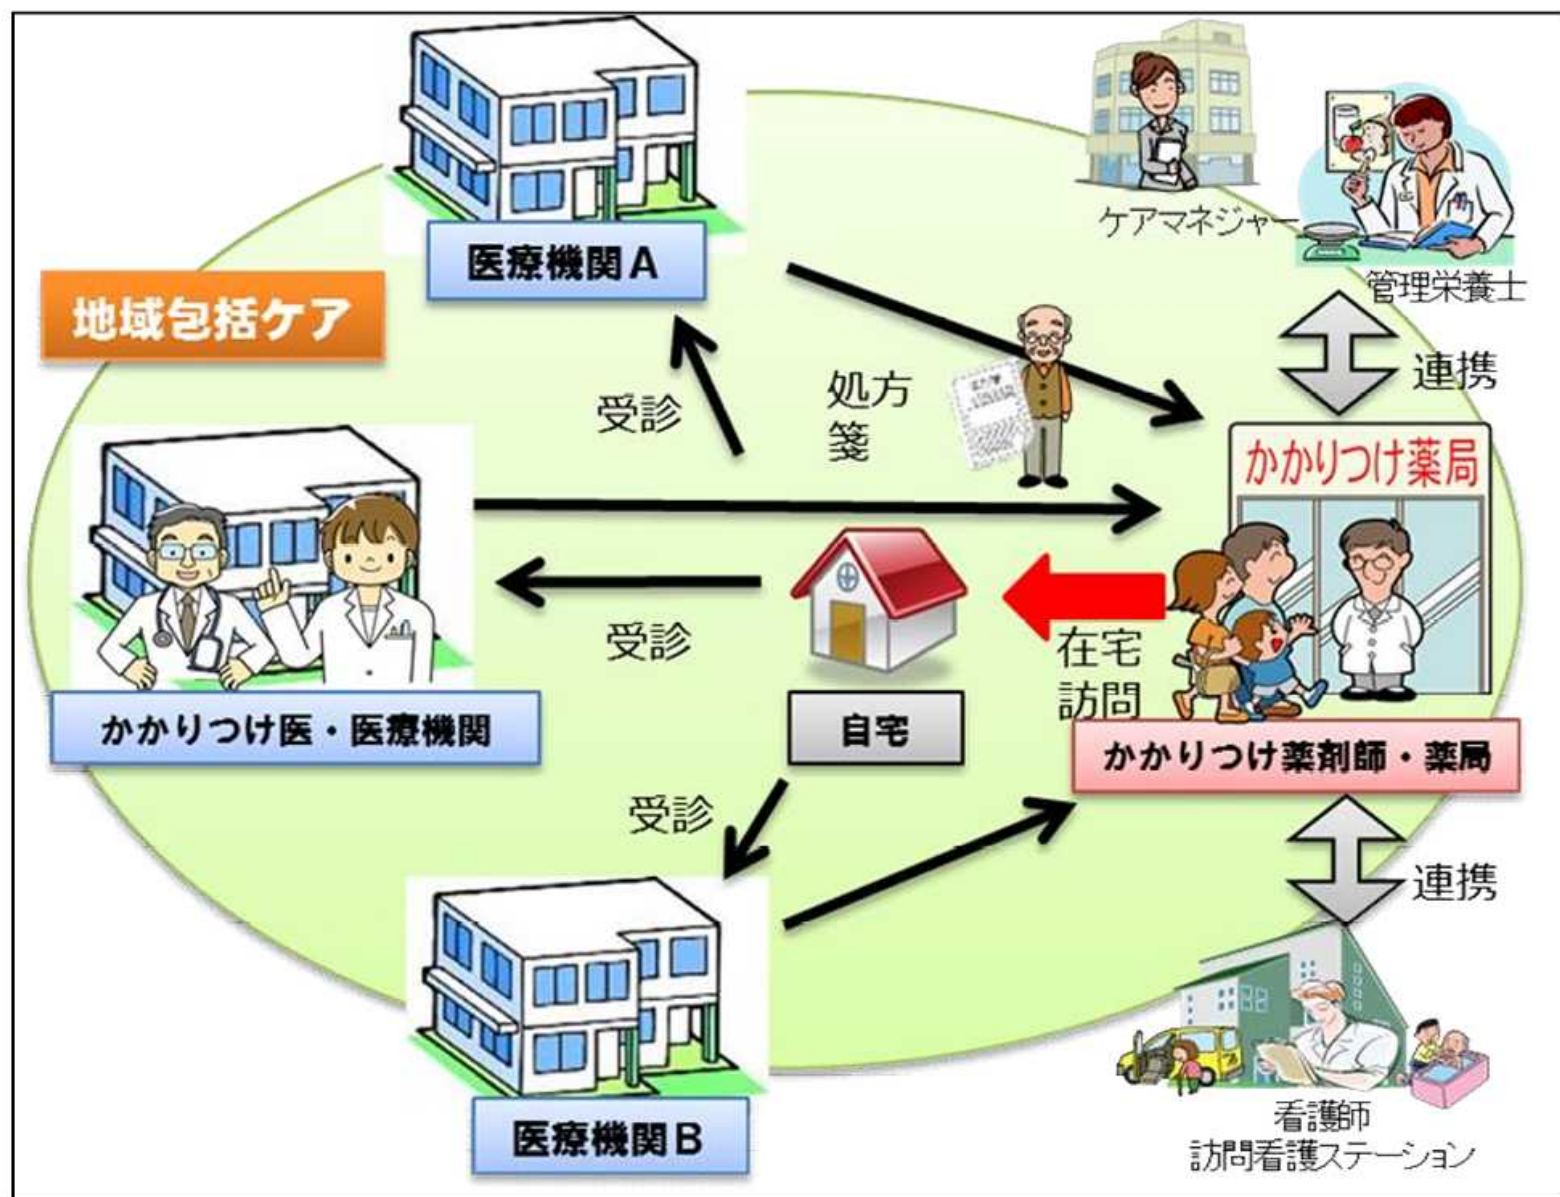 医療機関A
ケアマネジャー
管理栄養士
地域包括ケア
連携
受診
処方
箋
かかりつけ薬局
受診
在宅
訪問
かかりつけ医・医療機関
自宅
かかりつけ薬剤師・薬局
受診
連携
医療機関B
看護師
訪問看護ステーション